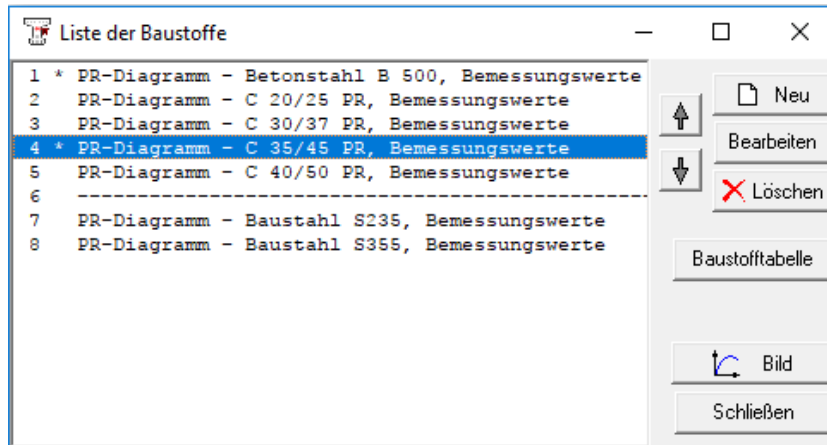 Liste der Baustoffe
1 * PR-Diagramm - Betonstahl B 500, Bemessungswerte
2 PR-Diagramm - C 20/25 PR, Bemessungswerte
3 PR-Diagramm - C 30/37 PR, Bemessungswerte
4 * PR-Diagramm - C 35/45 PR, Bemessungswerte
5 PR-Diagramm - C 40/50 PR, Bemessungswerte
6 ------------------------------------------------
7 PR-Diagramm - Baustahl S235, Bemessungswerte
8 PR-Diagramm - Baustahl S355, Bemessungswerte
Neu
Bearbeiten
Löschen
Baustofftabelle
Bild
Schließen